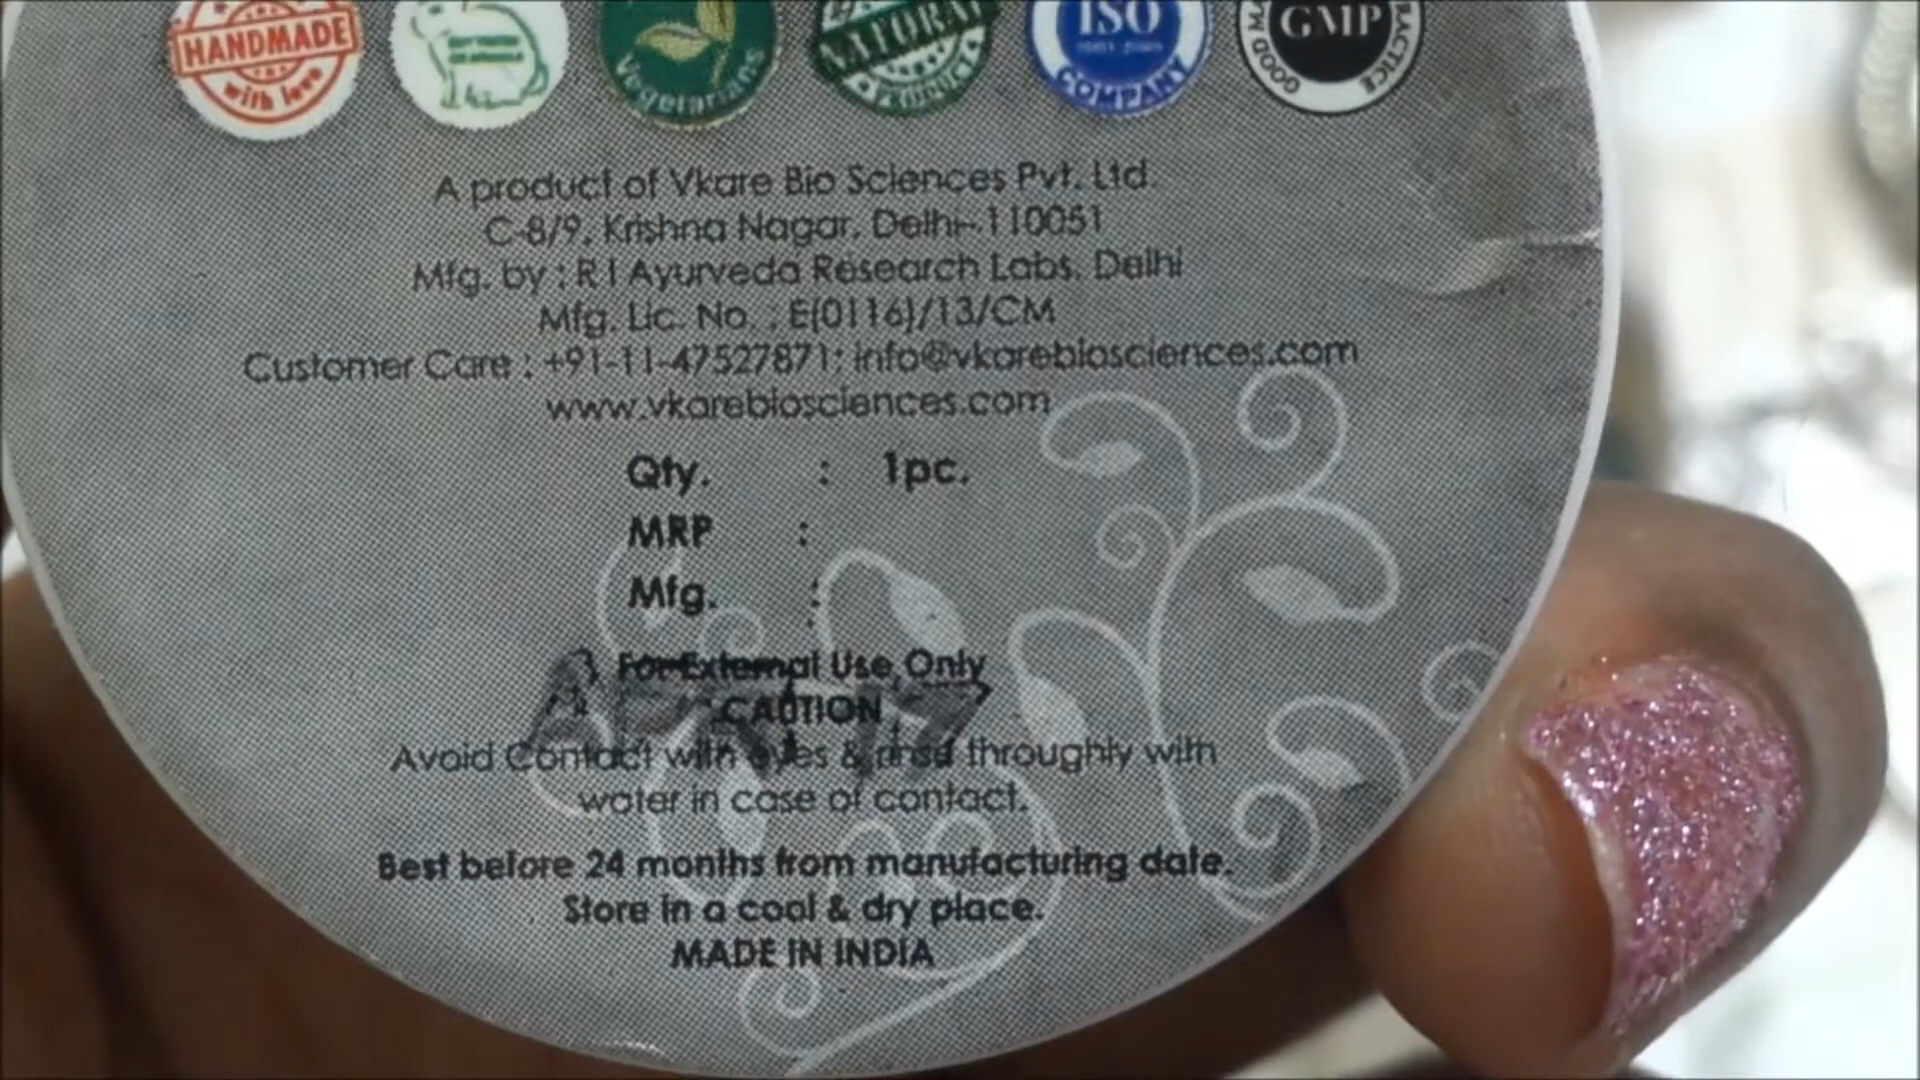 HANDMADE
with love
Vegetarians
NATURAL
PRODUCT
ISO
COMPANY
GMP
GOOD MA
RACTICE
A product of Vkare Bio Sciences Pvt. Ltd.
C-8/9, Krishna Nagar, Delhi-110051
Mfg. by : R I Ayurveda Research Labs, Delhi
Mfg. Lic. No. : E(0116)/13/CM
Customer Care : +91-11-47527871; info@vkarebiosciences.com
www.vkarebiosciences.com
Qty. : 1pc.
MRP :
Mfg. :
For External Use Only
CAUTION
Avoid Contact with eyes & rinse throughly with
water in case of contact.
Best before 24 months from manufacturing date.
Store in a cool & dry place.
MADE IN INDIA